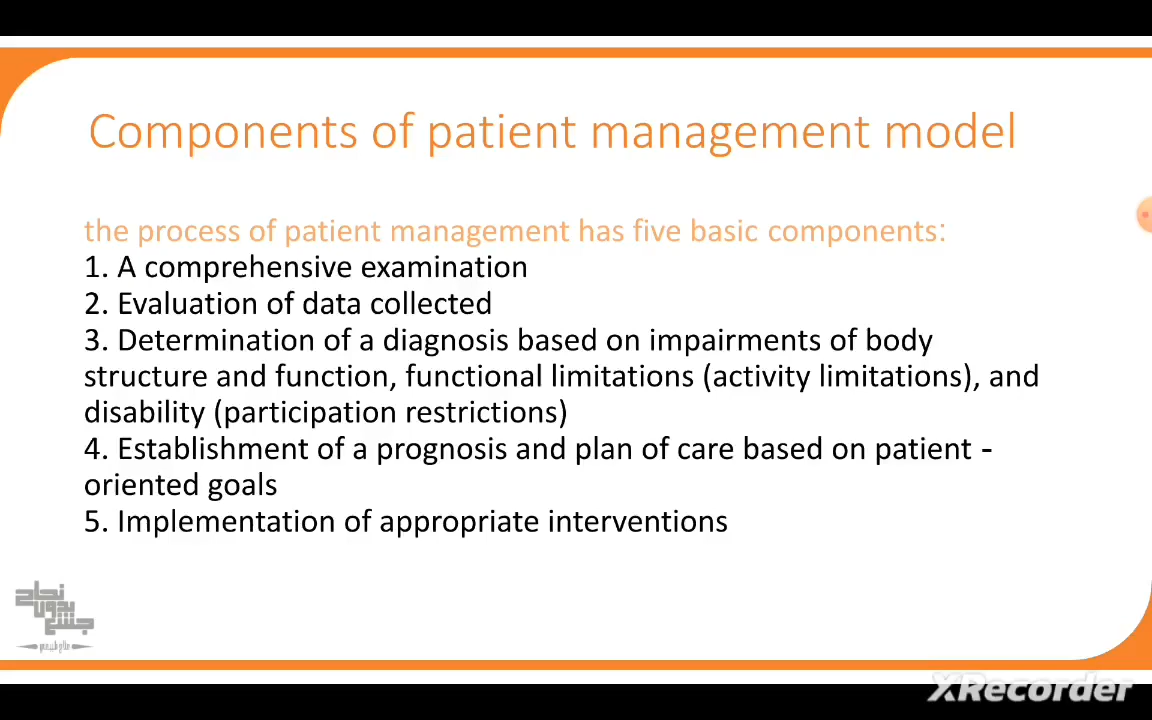 Components of patient management model
the process of patient management has five basic components:
1. A comprehensive examination
2. Evaluation of data collected
3. Determination of a diagnosis based on impairments of body
structure and function, functional limitations (activity limitations), and
disability (participation restrictions)
4. Establishment of a prognosis and plan of care based on patient -
oriented goals
5. Implementation of appropriate interventions
نجاح
بدون
جشع
XRecorder